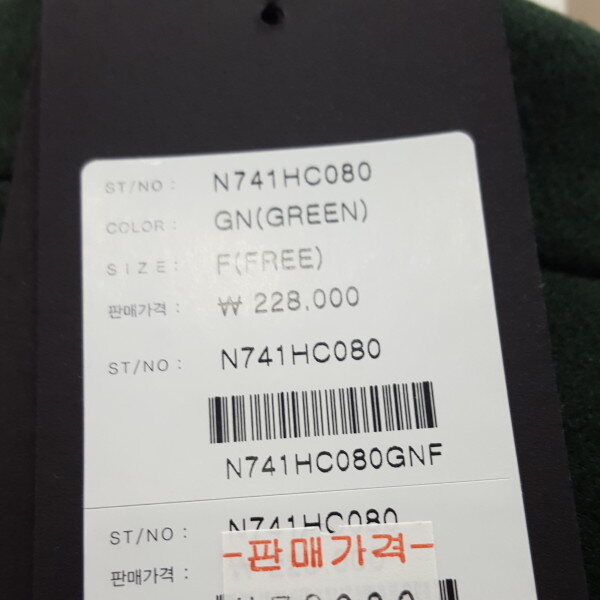 ST/NO : N741HC080
COLOR : GN(GREEN)
SIZE : F(FREE)
판매가격 : ₩ 228,000
ST/NO : N741HC080
N741HC080GNF
ST/NO : N741HC080
-판매가격-
판매가격 :